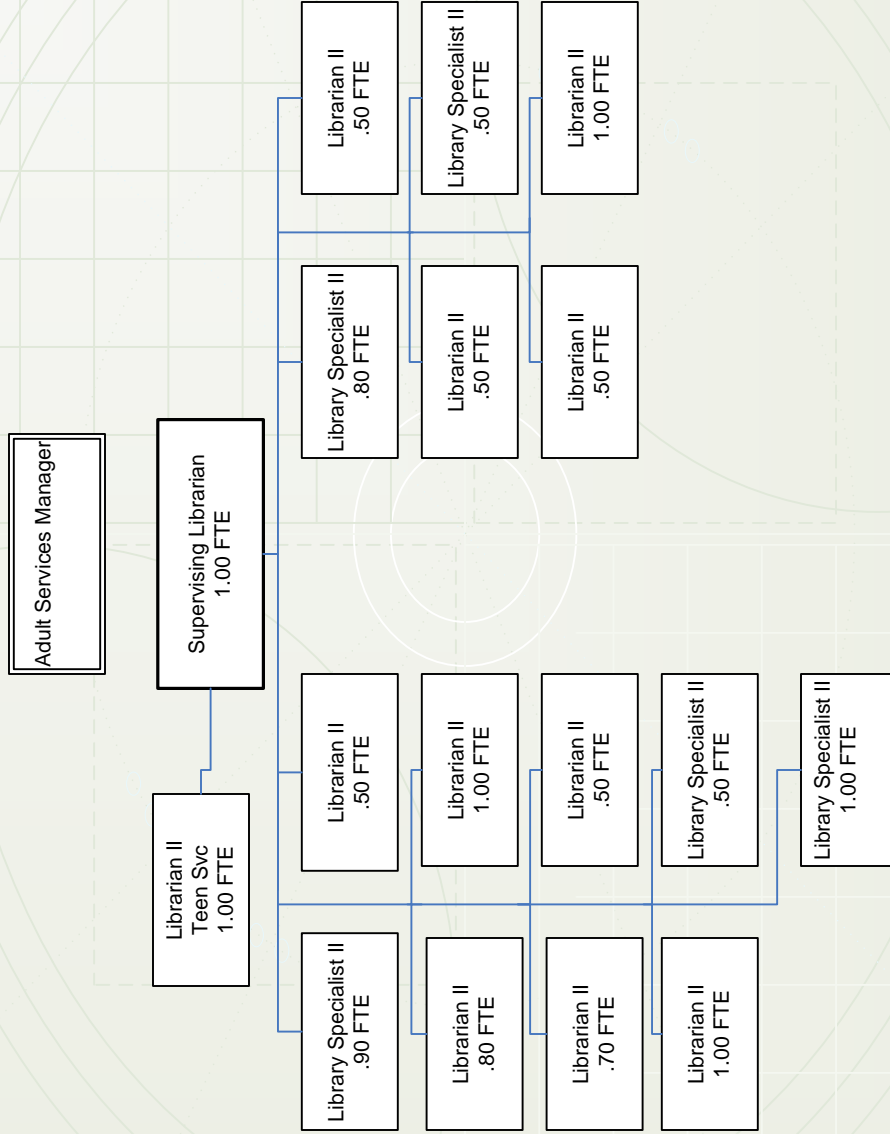 Adult Services Manager
Librarian II
Teen Svc
1.00 FTE
Supervising Librarian
1.00 FTE
Library Specialist II
.90 FTE
Librarian II
.50 FTE
Library Specialist II
.80 FTE
Librarian II
.50 FTE
Librarian II
.80 FTE
Librarian II
1.00 FTE
Librarian II
.50 FTE
Library Specialist II
.50 FTE
Librarian II
.70 FTE
Librarian II
.50 FTE
Librarian II
.50 FTE
Librarian II
1.00 FTE
Librarian II
1.00 FTE
Library Specialist II
.50 FTE
Library Specialist II
1.00 FTE